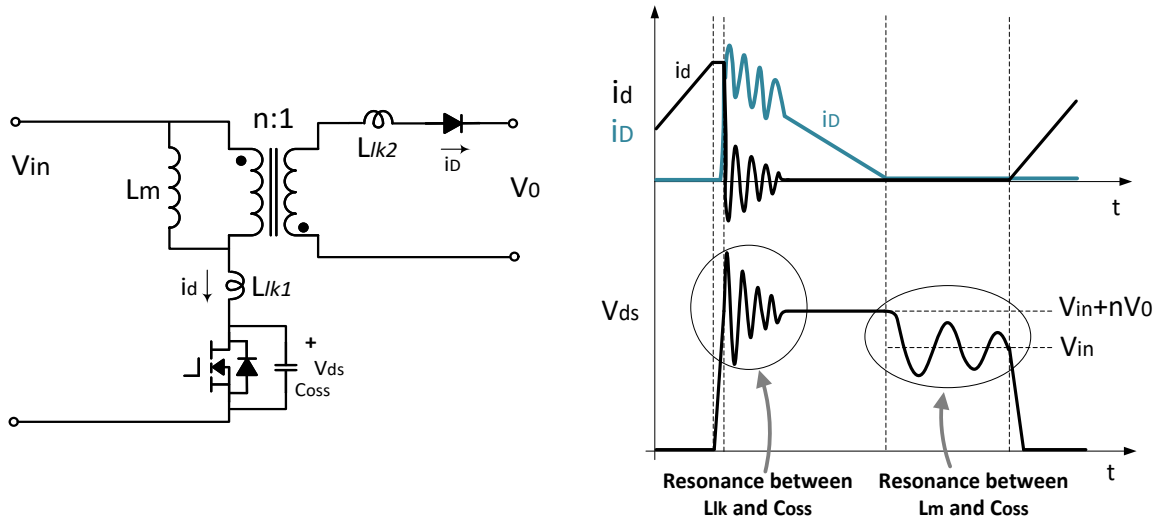 n:1
Llk2
iD
Vin
Lm
V0
id
Llk1
+
Vds
Coss
id
iD
id
iD
t
Vds
Vin+nV0
Vin
t
Resonance between
Llk and Coss
Resonance between
Lm and Coss